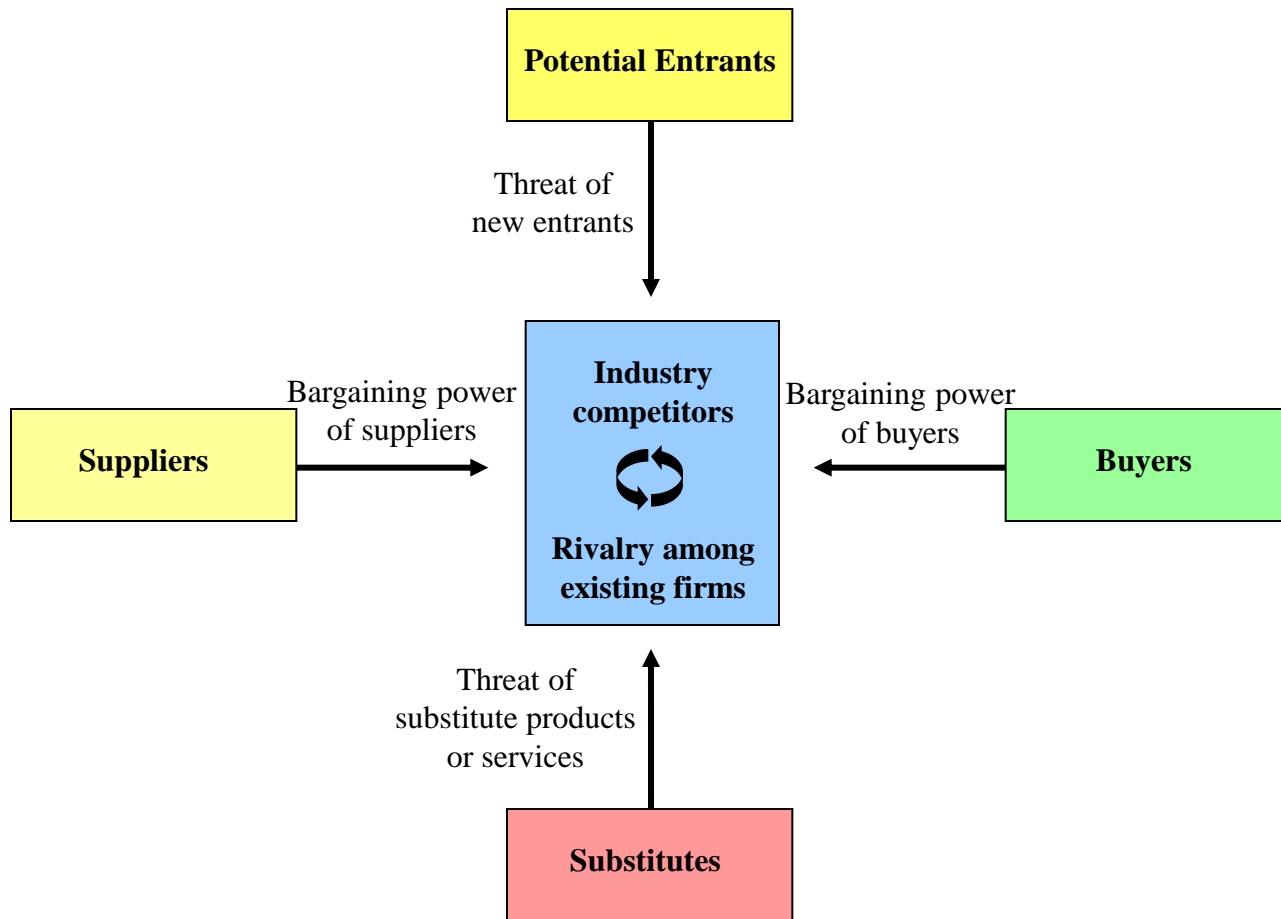 Potential Entrants
Threat of
new entrants
Industry
competitors
Bargaining power
of suppliers
Bargaining power
of buyers
Suppliers
Buyers
Rivalry among
existing firms
Threat of
substitute products
or services
Substitutes